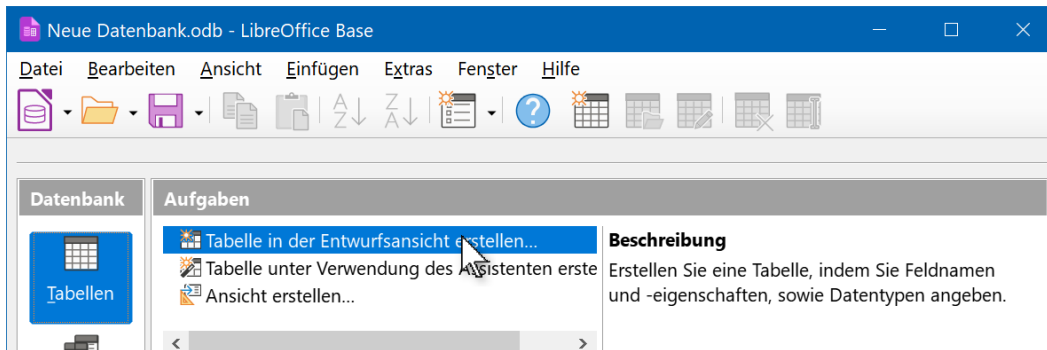 Neue Datenbank.odb - LibreOffice Base
Datei Bearbeiten Ansicht Einfügen Extras Fenster Hilfe
Datenbank
Aufgaben
Tabellen
Tabelle in der Entwurfsansicht erstellen...
Tabelle unter Verwendung des Assistenten erste
Ansicht erstellen...
Beschreibung
Erstellen Sie eine Tabelle, indem Sie Feldnamen
und -eigenschaften, sowie Datentypen angeben.